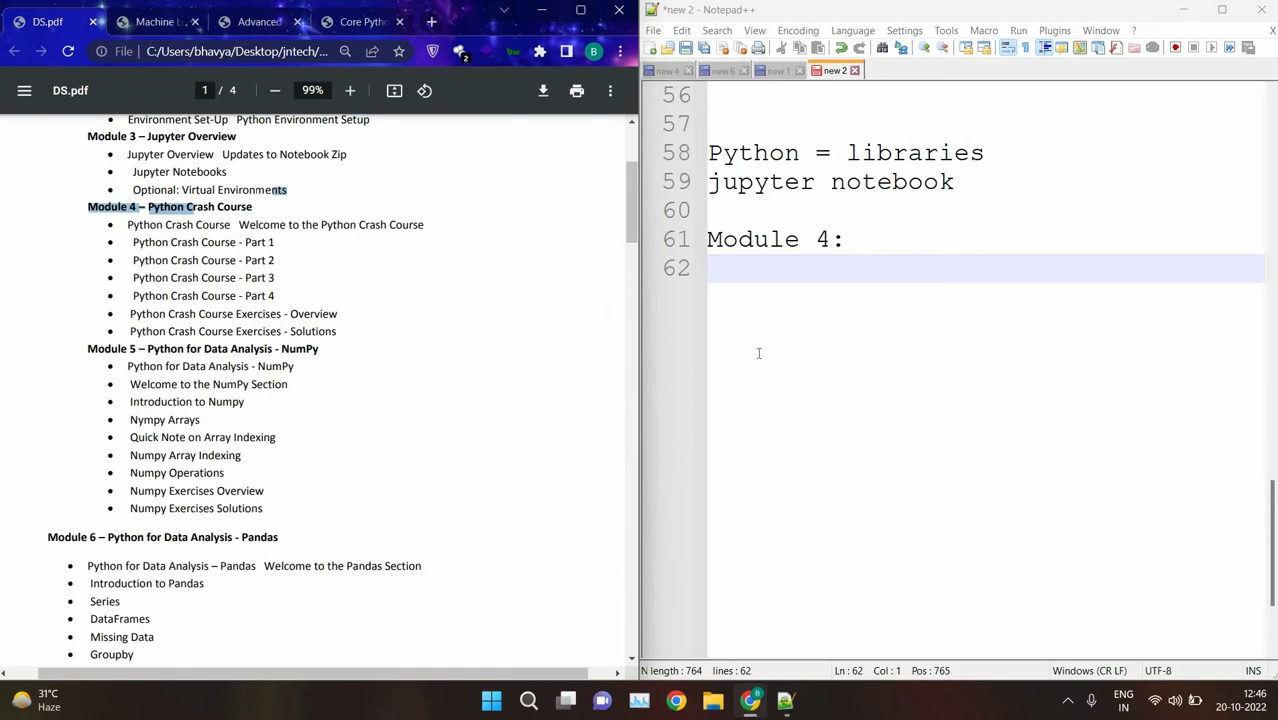 DS.pdf
Machine L
Advanced
Core Pytho
*new 2 - Notepad++
File
C:/Users/bhavya/Desktop/jntech/...
B
2
File Edit Search View Encoding Language Settings Tools Macro Run Plugins Window ?
new 4
new 6
new 1
new 2
DS.pdf
1 / 4
99%
Environment Set-Up Python Environment Setup
Module 3 – Jupyter Overview
• Jupyter Overview Updates to Notebook Zip
• Jupyter Notebooks
• Optional: Virtual Environments
Module 4 – Python Crash Course
• Python Crash Course Welcome to the Python Crash Course
• Python Crash Course - Part 1
• Python Crash Course - Part 2
• Python Crash Course - Part 3
• Python Crash Course - Part 4
• Python Crash Course Exercises - Overview
• Python Crash Course Exercises - Solutions
Module 5 – Python for Data Analysis - NumPy
• Python for Data Analysis - NumPy
• Welcome to the NumPy Section
• Introduction to Numpy
• Nympy Arrays
• Quick Note on Array Indexing
• Numpy Array Indexing
• Numpy Operations
• Numpy Exercises Overview
• Numpy Exercises Solutions
Module 6 – Python for Data Analysis - Pandas
• Python for Data Analysis – Pandas Welcome to the Pandas Section
• Introduction to Pandas
• Series
• DataFrames
• Missing Data
• Groupby
56
57
58 Python = libraries
59 jupyter notebook
60
61 Module 4:
62
N length : 764 lines : 62
Ln : 62 Col : 1 Pos : 765
Windows (CR LF)
UTF-8
INS
31°C
Haze
B
ENG
IN
12:46
20-10-2022